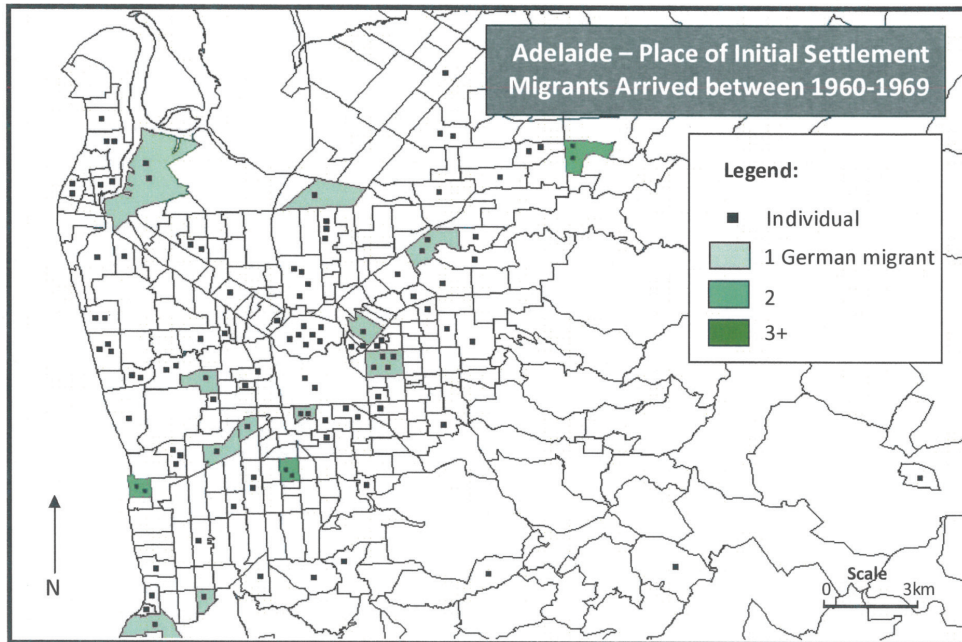 Adelaide – Place of Initial Settlement
Migrants Arrived between 1960-1969
Legend:
Individual
1 German migrant
2
3+
N
Scale
0 3km